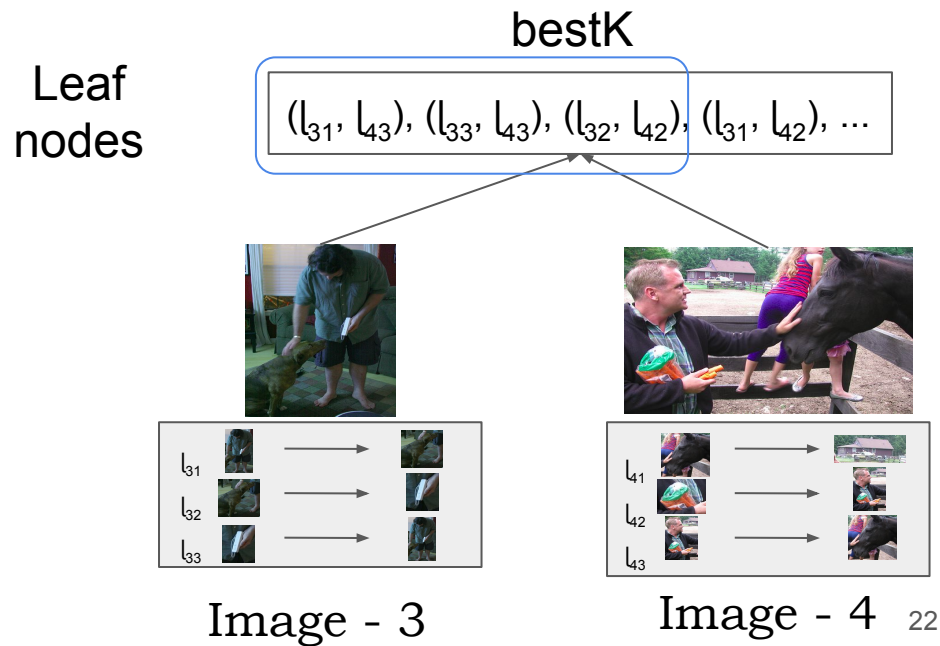 bestK
Leaf
nodes
(l31, l43), (l33, l43), (l32, l42), (l31, l42), ...
l31
l32
l33
l41
l42
l43
Image - 3
Image - 4
22